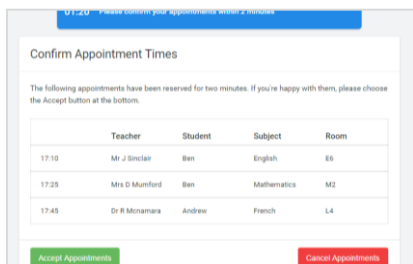 01:20 Please confirm your appointments within 2 minutes
Confirm Appointment Times
The following appointments have been reserved for two minutes. If you're happy with them, please choose
the Accept button at the bottom.
Teacher Student Subject Room
17:10 Mr J Sinclair Ben English E6
17:25 Mrs D Mumford Ben Mathematics M2
17:45 Dr R Mcnamara Andrew French L4
Accept Appointments Cancel Appointments